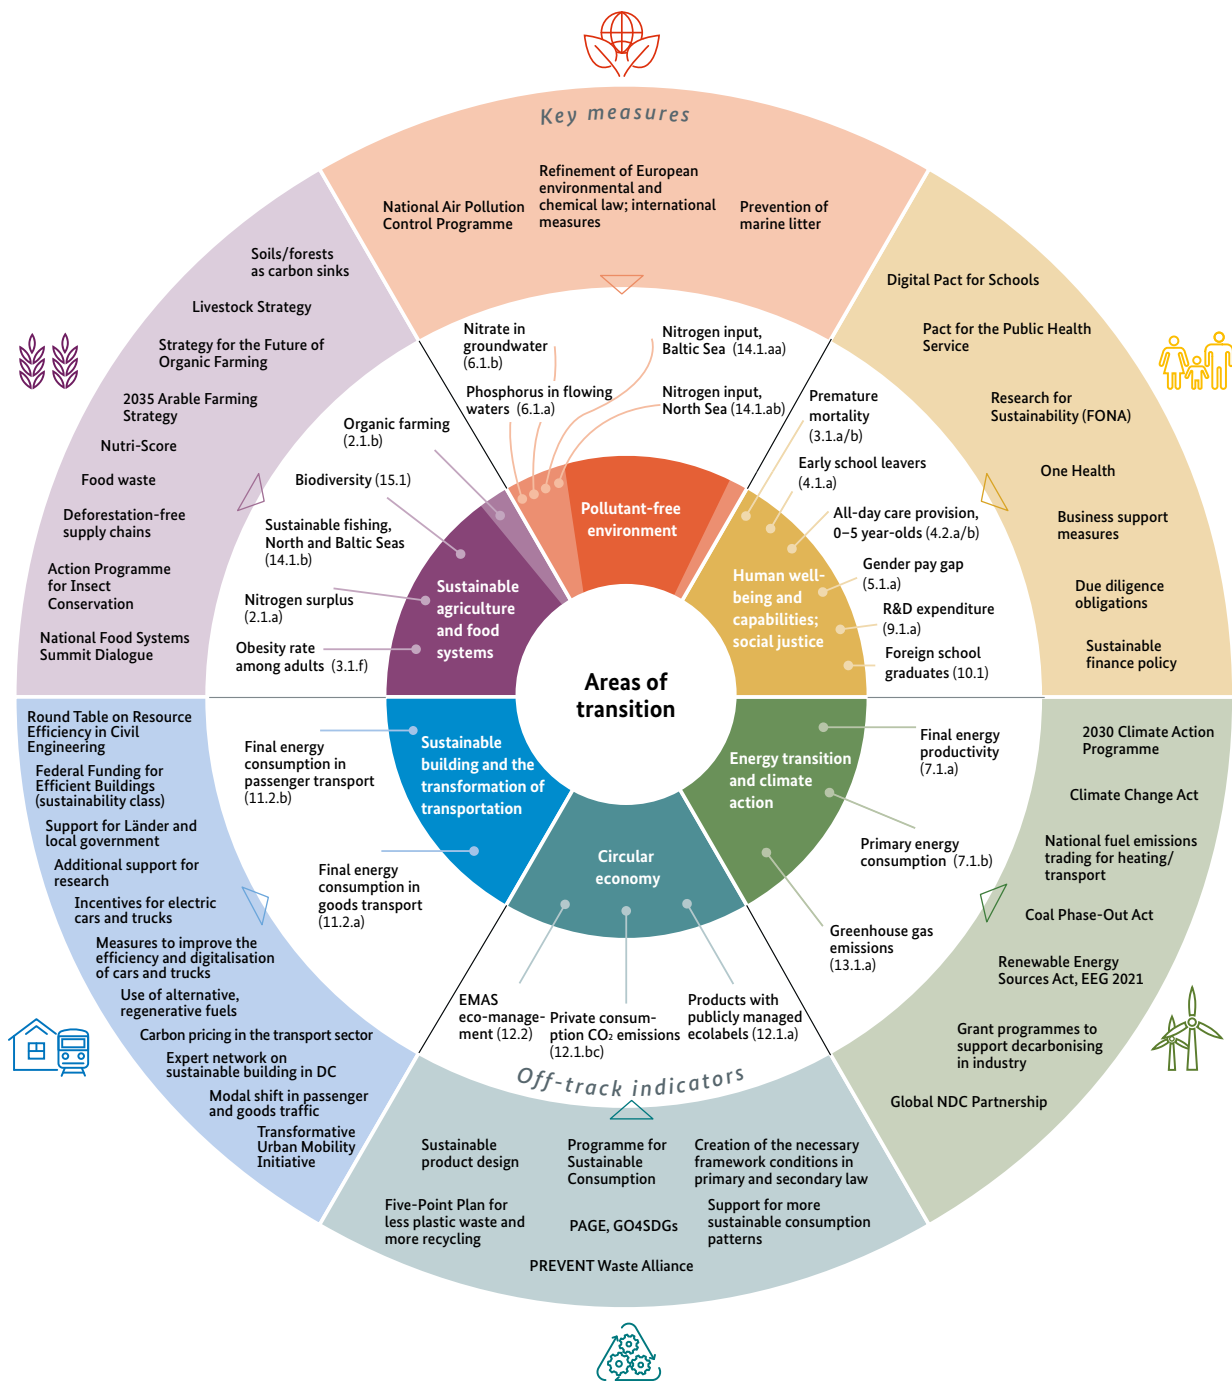 Key measures
National Air Pollution
Control Programme
Refinement of European
environmental and
chemical law; international
measures
Prevention of
marine litter
Digital Pact for Schools
Pact for the Public Health
Service
Research for
Sustainability (FONA)
One Health
Business support
measures
Due diligence
obligations
Sustainable
finance policy
2030 Climate Action
Programme
Climate Change Act
National fuel emissions
trading for heating/
transport
Coal Phase-Out Act
Renewable Energy
Sources Act, EEG 2021
Grant programmes to
support decarbonising
in industry
Global NDC Partnership
Sustainable
product design
Programme for
Sustainable
Consumption
Creation of the necessary
framework conditions in
primary and secondary law
Five-Point Plan for
less plastic waste and
more recycling
PAGE, GO4SDGs
Support for more
sustainable consumption
patterns
PREVENT Waste Alliance
Round Table on Resource
Efficiency in Civil
Engineering
Federal Funding for
Efficient Buildings
(sustainability class)
Support for Länder and
local government
Additional support for
research
Incentives for electric
cars and trucks
Measures to improve the
efficiency and digitalisation
of cars and trucks
Use of alternative,
regenerative fuels
Carbon pricing in the transport sector
Expert network on
sustainable building in DC
Modal shift in passenger
and goods traffic
Transformative
Urban Mobility
Initiative
Soils/forests
as carbon sinks
Livestock Strategy
Strategy for the Future of
Organic Farming
2035 Arable Farming
Strategy
Nutri-Score
Food waste
Deforestation-free
supply chains
Action Programme
for Insect
Conservation
National Food Systems
Summit Dialogue
Nitrate in
groundwater
(6.1.b)
Phosphorus in flowing
waters (6.1.a)
Nitrogen input,
Baltic Sea (14.1.aa)
Nitrogen input,
North Sea (14.1.ab)
Premature
mortality
(3.1.a/b)
Early school leavers
(4.1.a)
All-day care provision,
0–5 year-olds (4.2.a/b)
Gender pay gap
(5.1.a)
R&D expenditure
(9.1.a)
Foreign school
graduates (10.1)
Final energy
productivity
(7.1.a)
Primary energy
consumption (7.1.b)
Greenhouse gas
emissions
(13.1.a)
Products with
publicly managed
ecolabels (12.1.a)
Private consum-
ption CO₂ emissions
(12.1.bc)
EMAS
eco-manage-
ment (12.2)
Off-track indicators
Final energy
consumption in
goods transport
(11.2.a)
Final energy
consumption in
passenger transport
(11.2.b)
Organic farming
(2.1.b)
Biodiversity (15.1)
Sustainable fishing,
North and Baltic Seas
(14.1.b)
Nitrogen surplus
(2.1.a)
Obesity rate
among adults (3.1.f)
Pollutant-free
environment
Human well-
being and
capabilities;
social justice
Energy transition
and climate
action
Circular
economy
Sustainable
building and the
transformation of
transportation
Sustainable
agriculture
and food
systems
Areas of
transition